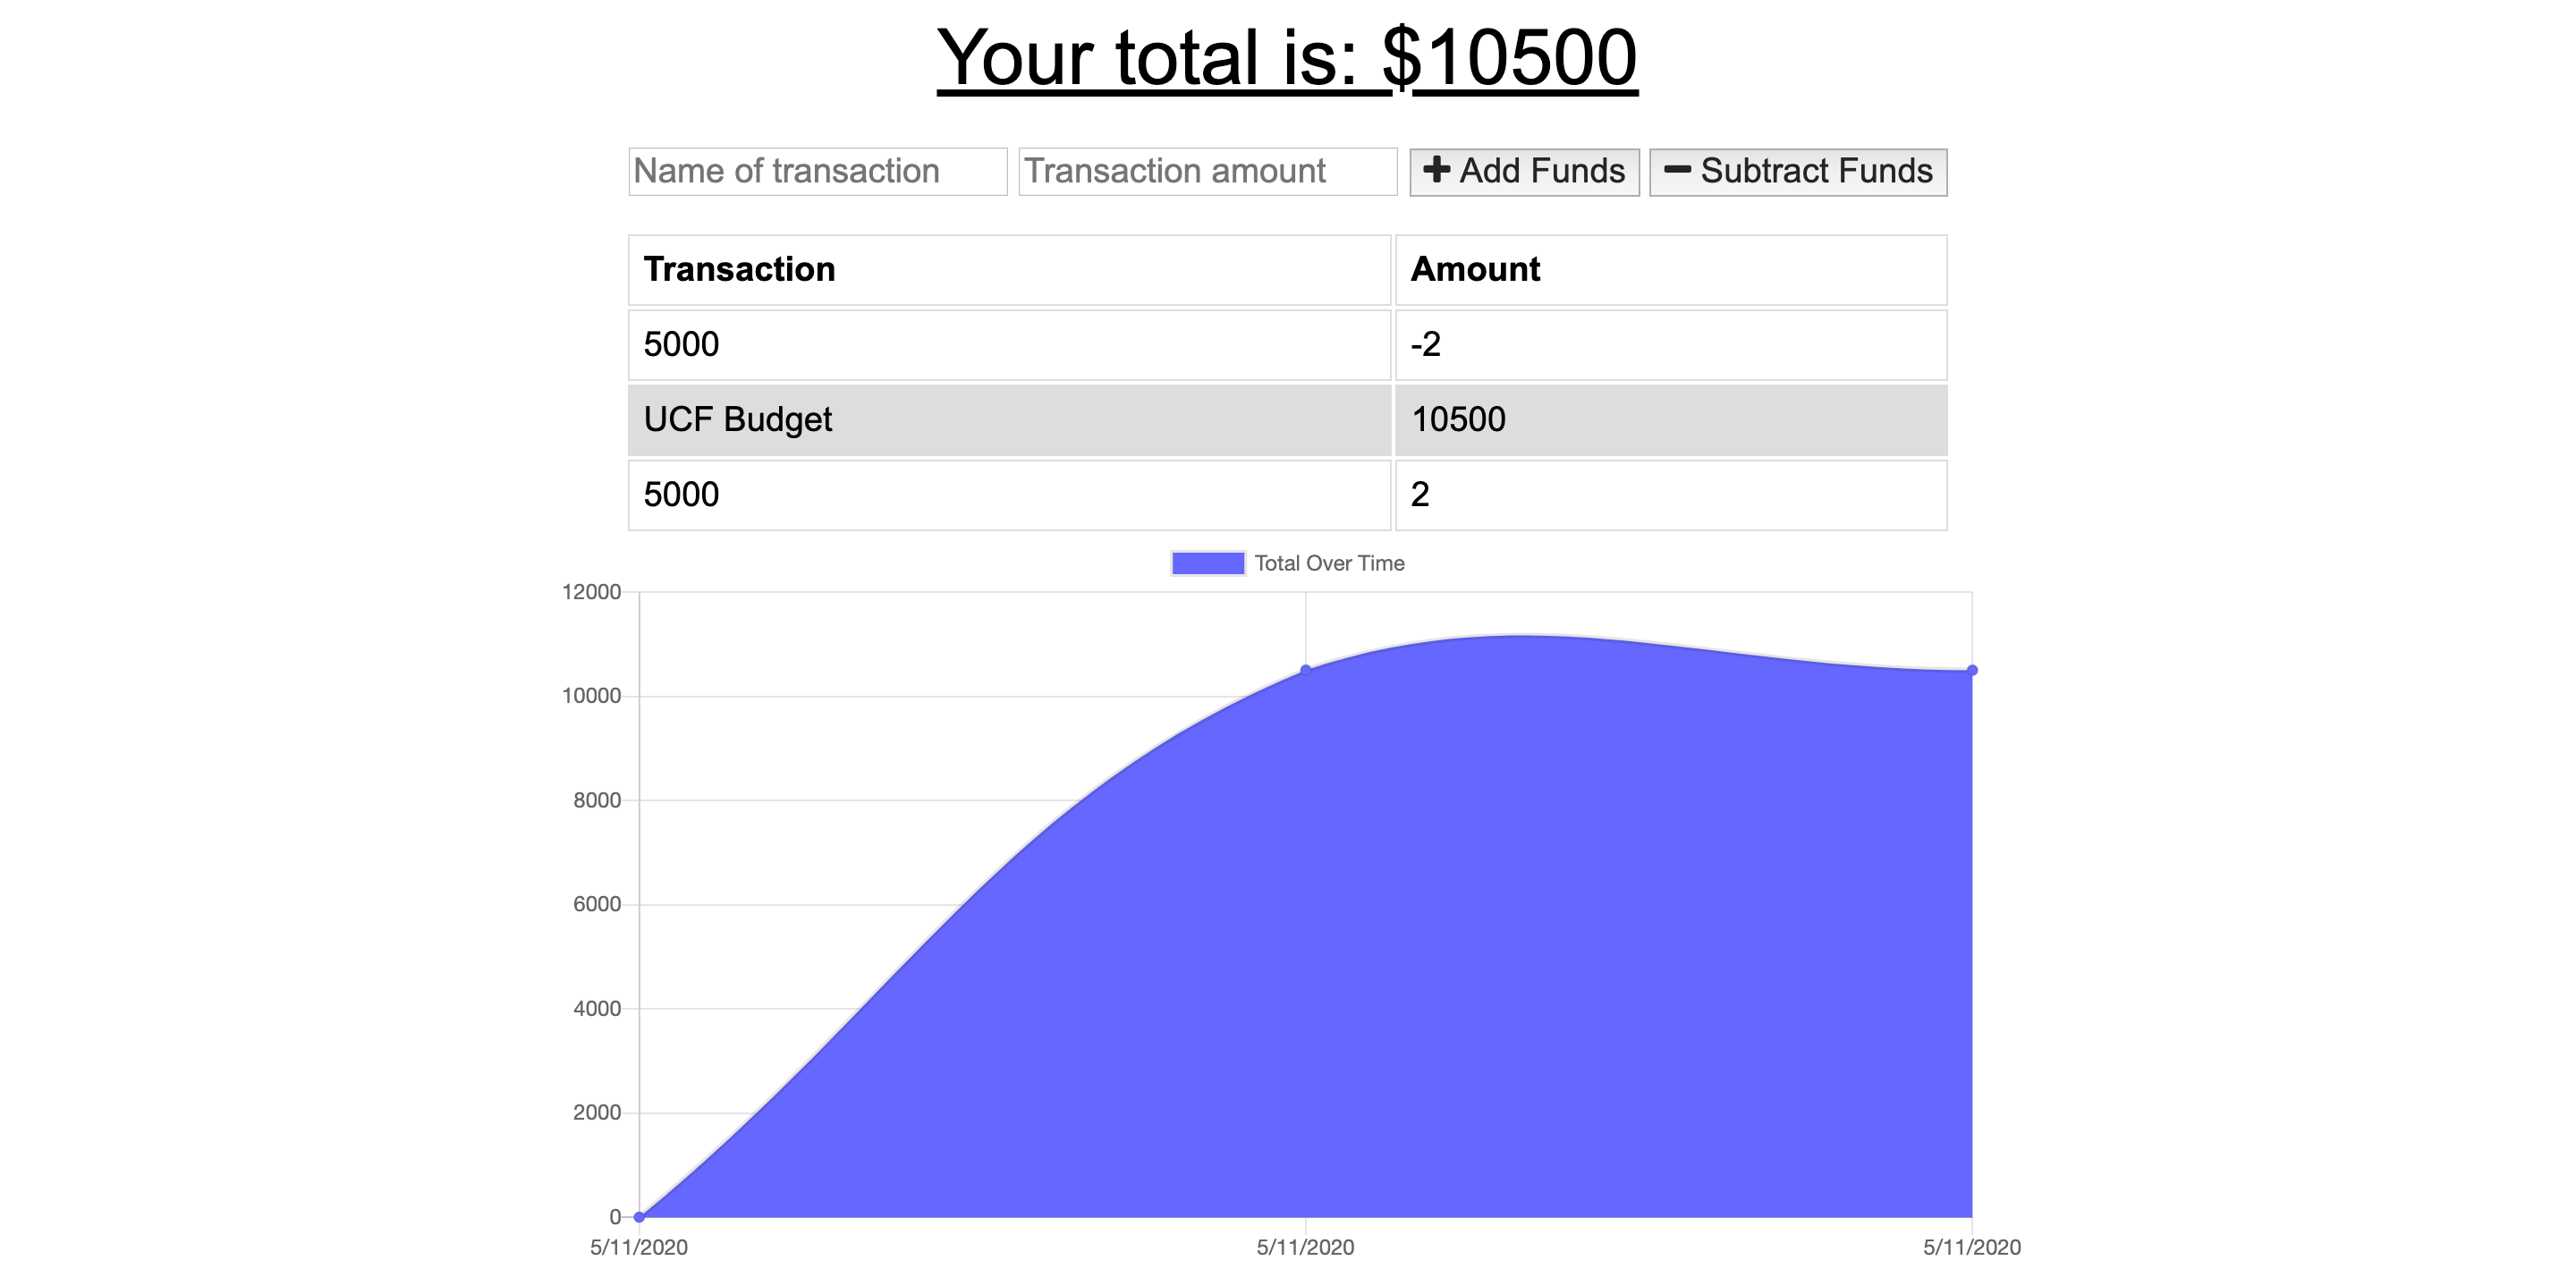 Your total is: $10500
Name of transaction Transaction amount Add Funds Subtract Funds
Transaction Amount
5000 -2
UCF Budget 10500
5000 2
Total Over Time
12000
10000
8000
6000
4000
2000
0
5/11/2020 5/11/2020 5/11/2020